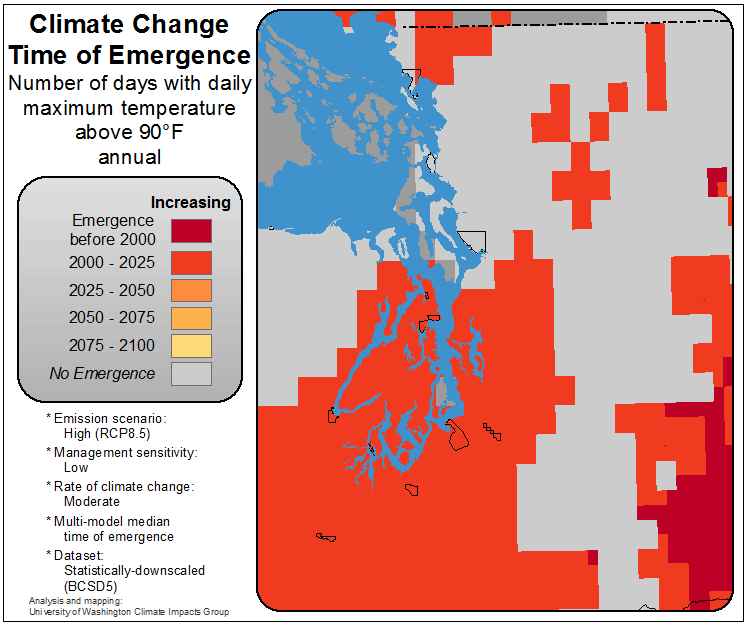 Climate Change
Time of Emergence
Number of days with daily
maximum temperature
above 90°F
annual
Increasing
Emergence
before 2000
2000 - 2025
2025 - 2050
2050 - 2075
2075 - 2100
No Emergence
* Emission scenario:
High (RCP8.5)
* Management sensitivity:
Low
* Rate of climate change:
Moderate
* Multi-model median
time of emergence
* Dataset:
Statistically-downscaled
(BCSD5)
Analysis and mapping:
University of Washington Climate Impacts Group